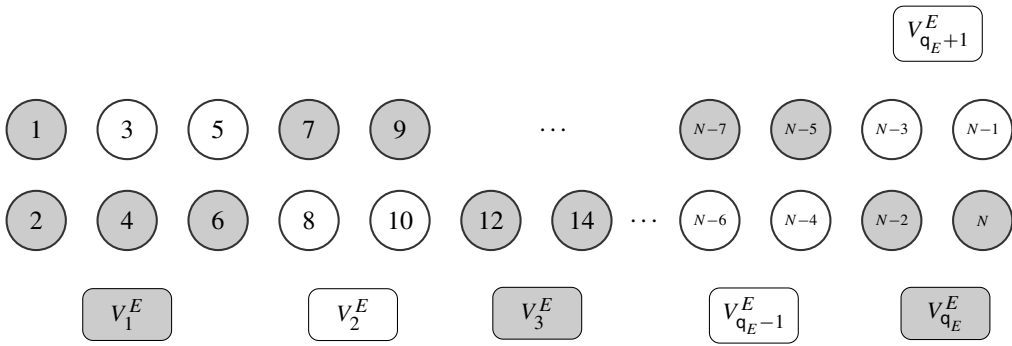 V^E_{q_E+1}
1 3 5 7 9 ··· N−7 N−5 N−3 N−1
2 4 6 8 10 12 14 ··· N−6 N−4 N−2 N
V^E_1 V^E_2 V^E_3 V^E_{q_E−1} V^E_{q_E}